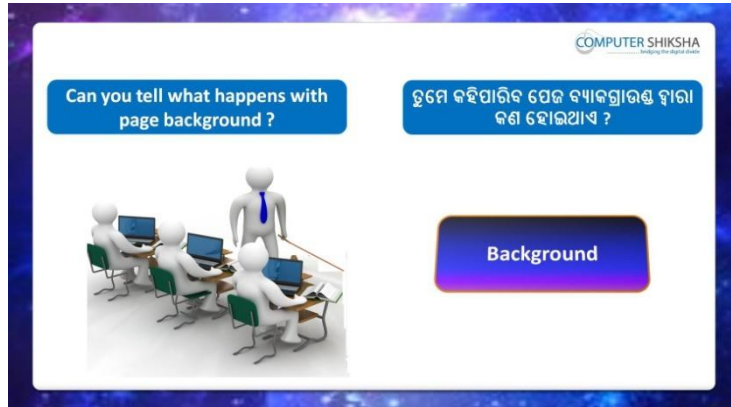 COMPUTER SHIKSHA
bridging the digital divide
Can you tell what happens with
page background ?
ତୁମେ କହିପାରିବ ପେଜ ବ୍ୟାକଗ୍ରାଉଣ୍ଡ ଦ୍ୱାରା
କଣ ହୋଇଥାଏ ?
Background